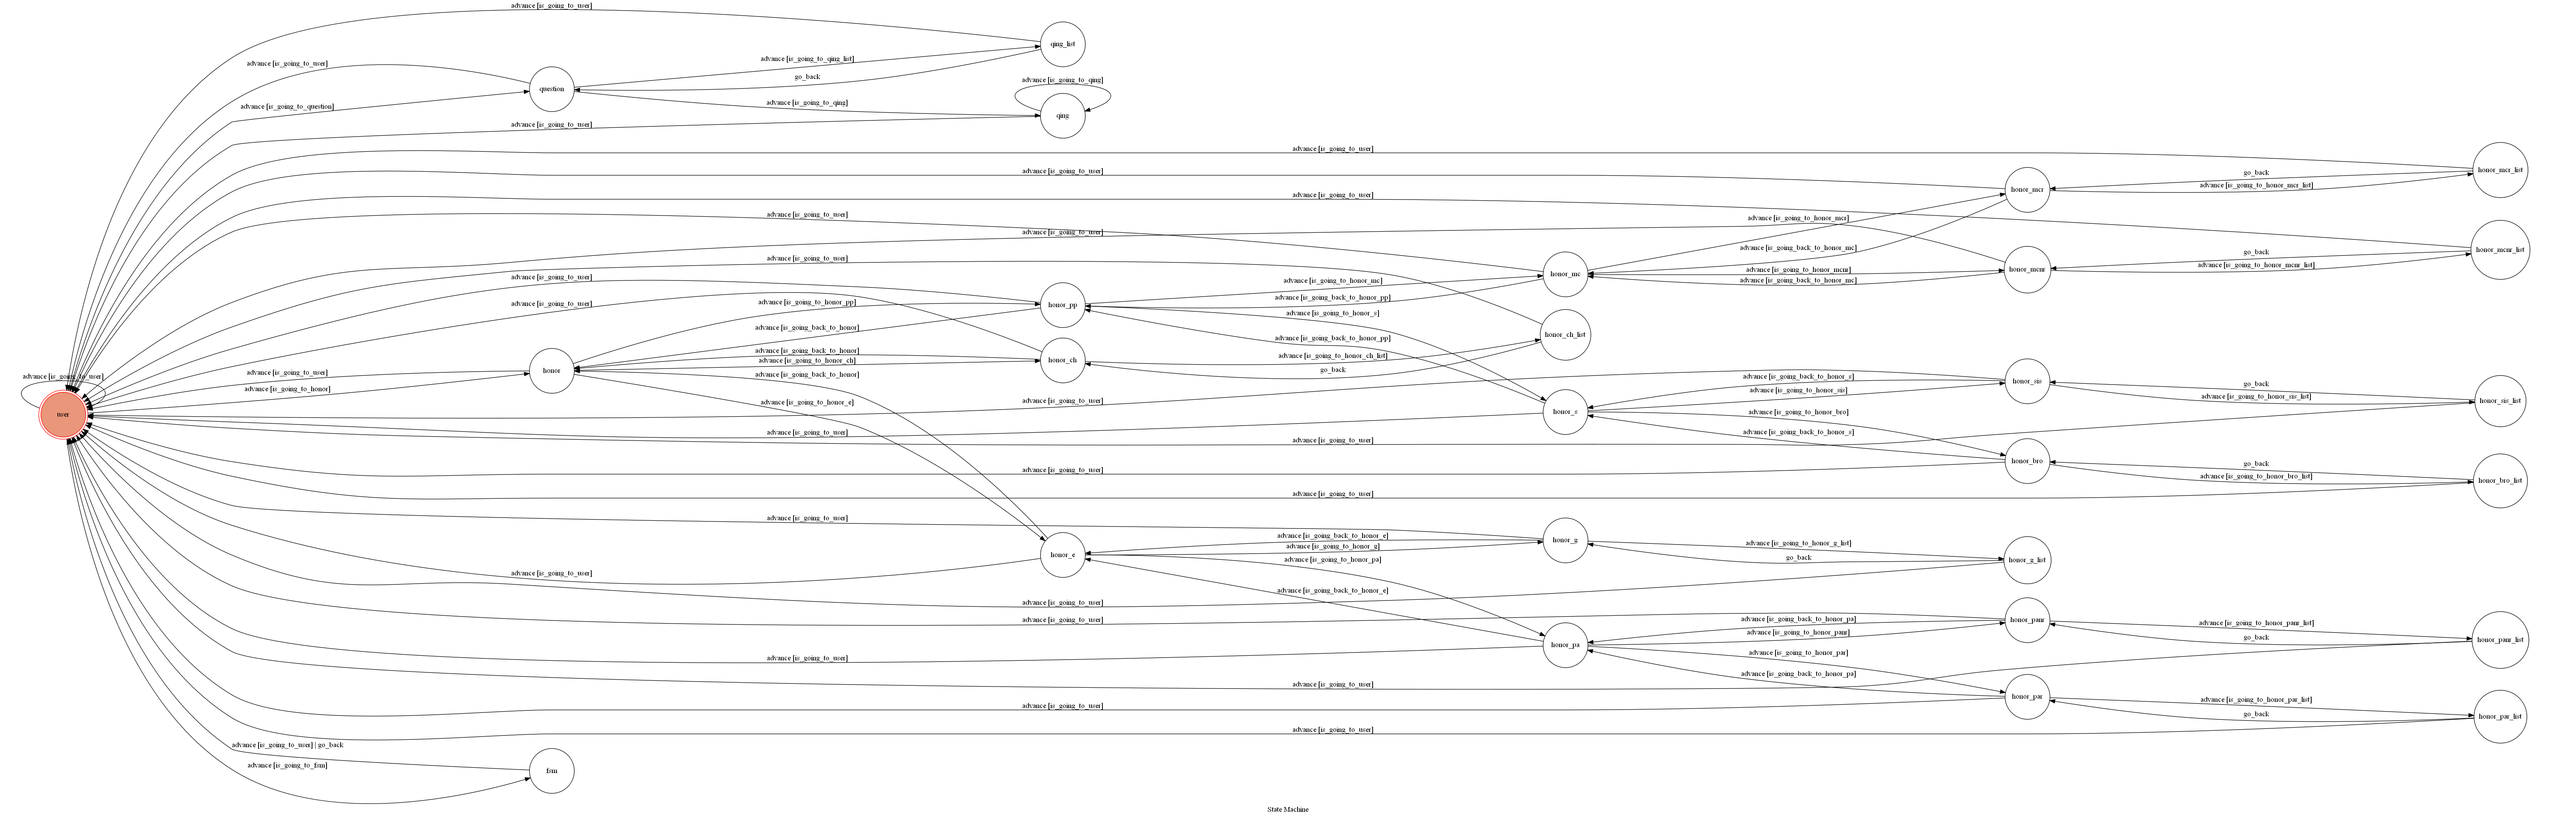 advance [is_going_to_user]
qing_list
advance [is_going_to_user]
advance [is_going_to_qing_list]
go_back
advance [is_going_to_qing]
question
advance [is_going_to_question]
advance [is_going_to_qing]
qing
advance [is_going_to_user]
advance [is_going_to_user]
advance [is_going_to_user]
honor_mcr_list
go_back
advance [is_going_to_honor_mcr_list]
honor_mcr
advance [is_going_to_user]
advance [is_going_to_user]
advance [is_going_to_honor_mcr]
advance [is_going_to_user]
advance [is_going_back_to_honor_mc]
honor_mcnr_list
go_back
advance [is_going_to_honor_mcnr_list]
advance [is_going_to_user]
honor_mc
advance [is_going_to_honor_mcnr]
honor_mcnr
advance [is_going_back_to_honor_mc]
advance [is_going_to_user]
advance [is_going_to_honor_mc]
advance [is_going_back_to_honor_pp]
advance [is_going_to_user]
advance [is_going_to_honor_pp]
honor_pp
advance [is_going_to_honor_s]
advance [is_going_back_to_honor]
advance [is_going_back_to_honor_pp]
honor_ch_list
advance [is_going_back_to_honor]
advance [is_going_to_honor_ch]
honor_ch
advance [is_going_to_honor_ch_list]
go_back
advance [is_going_to_user]
honor
advance [is_going_back_to_honor]
advance [is_going_to_user]
advance [is_going_to_honor]
advance [is_going_to_honor_e]
advance [is_going_to_user]
advance [is_going_back_to_honor_s]
advance [is_going_to_honor_sis]
honor_sis
go_back
advance [is_going_to_honor_sis_list]
honor_sis_list
user
honor_s
advance [is_going_to_honor_bro]
advance [is_going_to_user]
advance [is_going_back_to_honor_s]
advance [is_going_to_user]
honor_bro
go_back
advance [is_going_to_honor_bro_list]
honor_bro_list
advance [is_going_to_user]
advance [is_going_to_user]
advance [is_going_to_user]
honor_e
advance [is_going_back_to_honor_e]
advance [is_going_to_honor_g]
honor_g
advance [is_going_to_honor_g_list]
go_back
honor_g_list
advance [is_going_to_honor_pa]
advance [is_going_to_user]
advance [is_going_back_to_honor_e]
advance [is_going_to_user]
advance [is_going_to_user]
advance [is_going_back_to_honor_pa]
honor_panr
advance [is_going_to_honor_panr]
advance [is_going_to_honor_panr_list]
go_back
honor_panr_list
honor_pa
advance [is_going_to_honor_par]
advance [is_going_to_user]
advance [is_going_back_to_honor_pa]
advance [is_going_to_user]
honor_par
advance [is_going_to_honor_par_list]
go_back
honor_par_list
advance [is_going_to_user]
advance [is_going_to_user]
advance [is_going_to_user] | go_back
advance [is_going_to_fsm]
fsm
State Machine